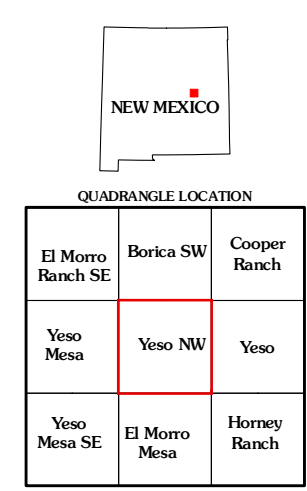 NEW MEXICO
QUADRANGLE LOCATION
El Morro
Ranch SE
Borica SW
Cooper
Ranch
Yeso
Mesa
Yeso NW
Yeso
Yeso
Mesa SE
El Morro
Mesa
Horney
Ranch